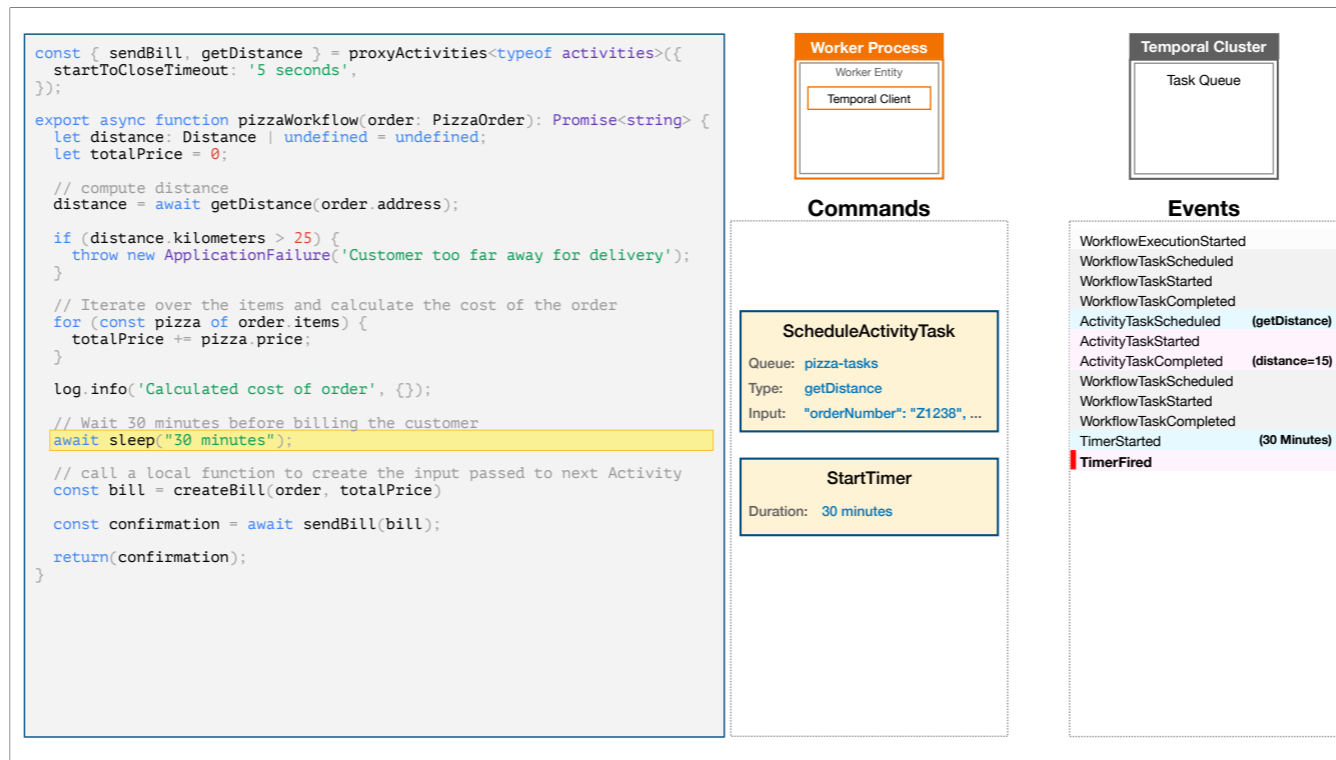 const { sendBill, getDistance } = proxyActivities<typeof activities>({
  startToCloseTimeout: '5 seconds',
});
export async function pizzaWorkflow(order: PizzaOrder): Promise<string> {
  let distance: Distance | undefined = undefined;
  let totalPrice = 0;
  // compute distance
  distance = await getDistance(order.address);
  if (distance.kilometers > 25) {
    throw new ApplicationFailure('Customer too far away for delivery');
  }
  // Iterate over the items and calculate the cost of the order
  for (const pizza of order.items) {
    totalPrice += pizza.price;
  }
  log.info('Calculated cost of order', {});
  // Wait 30 minutes before billing the customer
  await sleep("30 minutes");
  // call a local function to create the input passed to next Activity
  const bill = createBill(order, totalPrice)
  const confirmation = await sendBill(bill);
  return(confirmation);
}
Worker Process
Worker Entity
Temporal Client
Temporal Cluster
Task Queue
Commands
ScheduleActivityTask
Queue: pizza-tasks
Type: getDistance
Input: "orderNumber": "Z1238", ...
StartTimer
Duration: 30 minutes
Events
WorkflowExecutionStarted
WorkflowTaskScheduled
WorkflowTaskStarted
WorkflowTaskCompleted
ActivityTaskScheduled (getDistance)
ActivityTaskStarted
ActivityTaskCompleted (distance=15)
WorkflowTaskScheduled
WorkflowTaskStarted
WorkflowTaskCompleted
TimerStarted (30 Minutes)
TimerFired